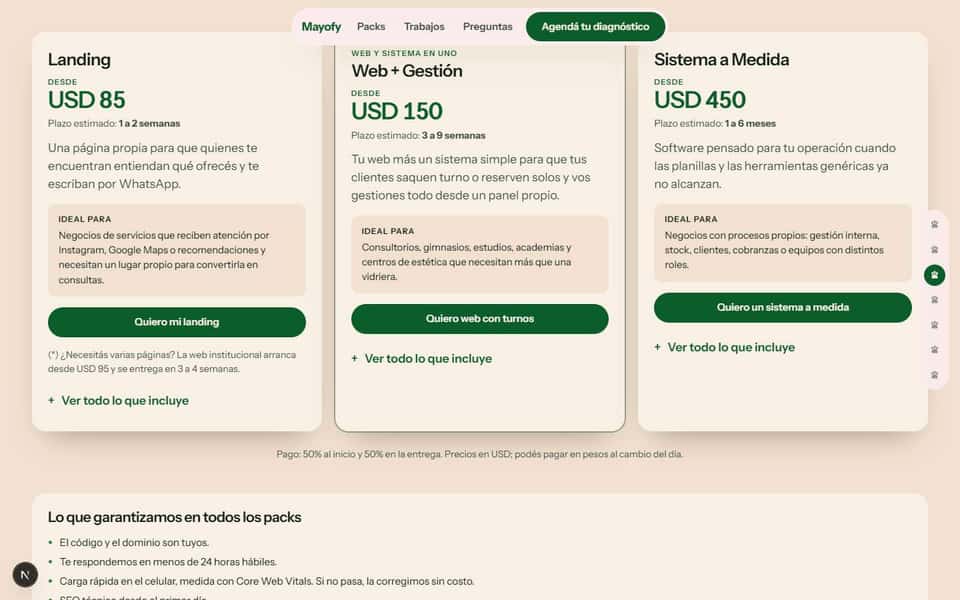 Mayofy
Packs
Trabajos
Preguntas
Agendá tu diagnóstico
Landing
DESDE
USD 85
Plazo estimado: 1 a 2 semanas
Una página propia para que quienes te
encuentran entiendan qué ofrecés y te
escriban por WhatsApp.
IDEAL PARA
Negocios de servicios que reciben atención por
Instagram, Google Maps o recomendaciones y
necesitan un lugar propio para convertirla en
consultas.
Quiero mi landing
(*) ¿Necesitás varias páginas? La web institucional arranca
desde USD 95 y se entrega en 3 a 4 semanas.
+ Ver todo lo que incluye
WEB Y SISTEMA EN UNO
Web + Gestión
DESDE
USD 150
Plazo estimado: 3 a 9 semanas
Tu web más un sistema simple para que tus
clientes saquen turno o reserven solos y vos
gestiones todo desde un panel propio.
IDEAL PARA
Consultorios, gimnasios, estudios, academias y
centros de estética que necesitan más que una
vidriera.
Quiero web con turnos
+ Ver todo lo que incluye
Sistema a Medida
DESDE
USD 450
Plazo estimado: 1 a 6 meses
Software pensado para tu operación cuando
las planillas y las herramientas genéricas ya
no alcanzan.
IDEAL PARA
Negocios con procesos propios: gestión interna,
stock, clientes, cobranzas o equipos con distintos
roles.
Quiero un sistema a medida
+ Ver todo lo que incluye
Pago: 50% al inicio y 50% en la entrega. Precios en USD; podés pagar en pesos al cambio del día.
Lo que garantizamos en todos los packs
El código y el dominio son tuyos.
Te respondemos en menos de 24 horas hábiles.
Carga rápida en el celular, medida con Core Web Vitals. Si no pasa, la corregimos sin costo.
SEO técnico desde el primer día.
N